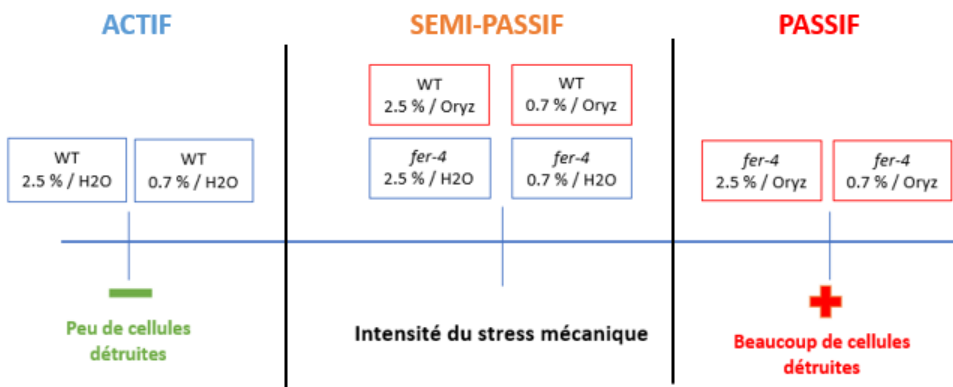 ACTIF
SEMI-PASSIF
PASSIF
WT
2.5 % / Oryz
WT
0.7 % / Oryz
WT
2.5 % / H2O
WT
0.7 % / H2O
fer-4
2.5 % / H2O
fer-4
0.7 % / H2O
fer-4
2.5 % / Oryz
fer-4
0.7 % / Oryz
Peu de cellules
détruites
Intensité du stress mécanique
Beaucoup de cellules
détruites